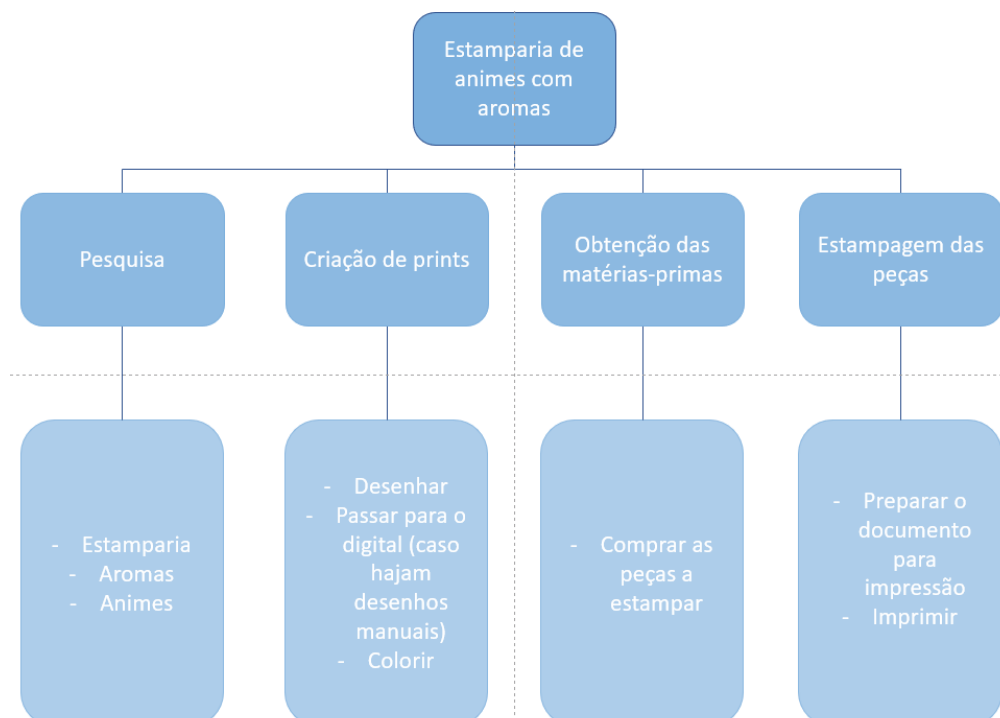 Estamparia de
animes com
aromas
Pesquisa
Criação de prints
Obtenção das
matérias-primas
Estampagem das
peças
- Estamparia
- Aromas
- Animes
- Desenhar
- Passar para o
digital (caso
hajam
desenhos
manuais)
- Colorir
- Comprar as
peças a
estampar
- Preparar o
documento
para
impressão
- Imprimir